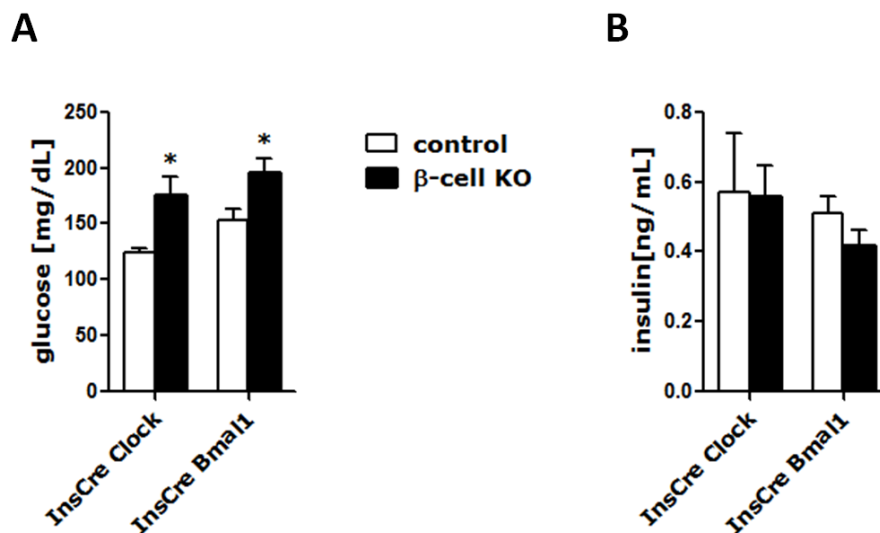 A
B
250
200
150
100
50
0
glucose [mg/dL]
*
*
InsCre Clock
InsCre Bmal1
control
β-cell KO
0.8
0.6
0.4
0.2
0.0
insulin[ng/mL]
InsCre Clock
InsCre Bmal1